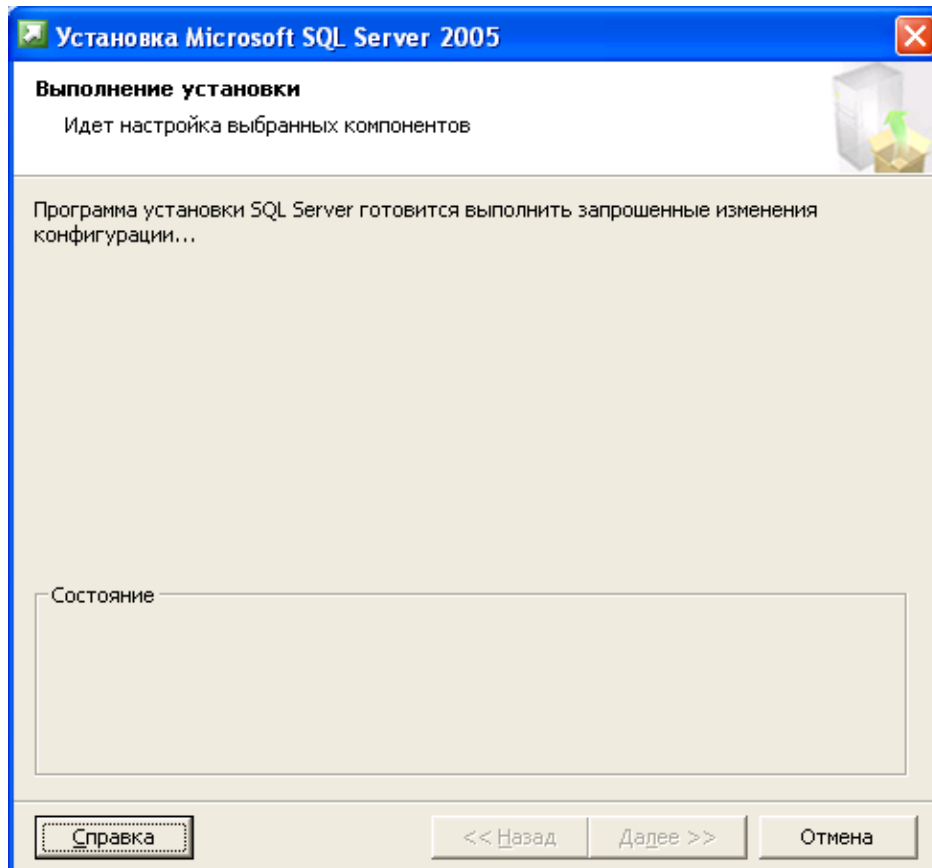 Установка Microsoft SQL Server 2005
Выполнение установки
Идет настройка выбранных компонентов
Программа установки SQL Server готовится выполнить запрошенные изменения
конфигурации...
Состояние
Справка
<< Назад
Далее >>
Отмена